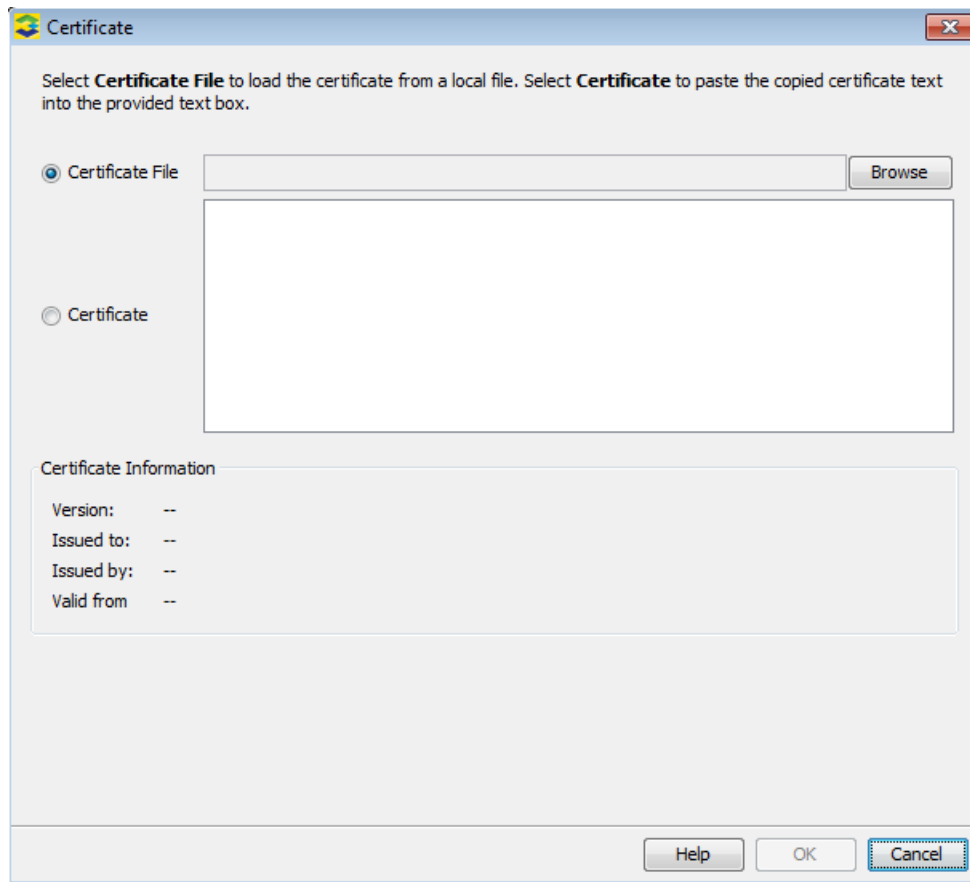 Certificate
Select Certificate File to load the certificate from a local file. Select Certificate to paste the copied certificate text
into the provided text box.
Certificate File
Browse
Certificate
Certificate Information
Version: --
Issued to: --
Issued by: --
Valid from --
Help
OK
Cancel